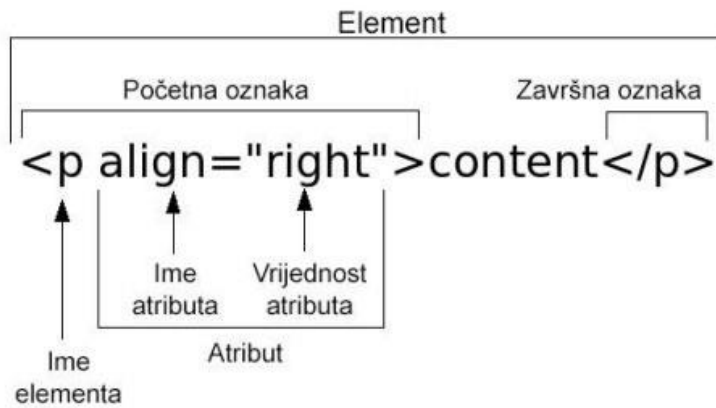 Element
Početna oznaka
Završna oznaka
<p align="right">content</p>
Ime
atributa
Vrijednost
atributa
Atribut
Ime
elementa